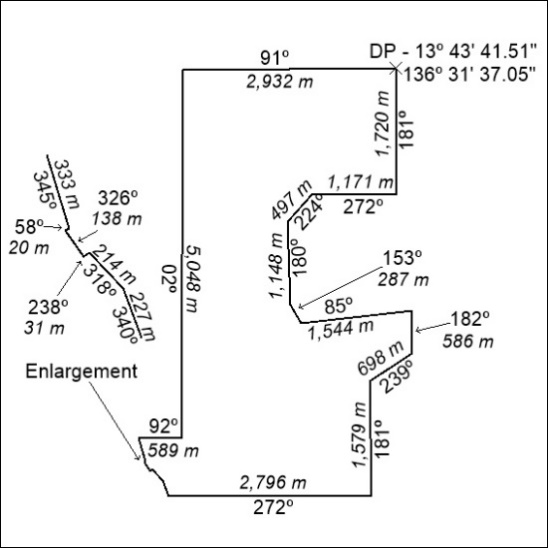 DP - 13º 43' 41.51"
136º 31' 37.05"
91º
2,932 m
1,720 m
181º
1,171 m
272º
497 m
224º
1,148 m
180º
153º
287 m
85º
1,544 m
182º
586 m
698 m
239º
1,579 m
181º
2,796 m
272º
92º
589 m
5,048 m
02º
333 m
345º
326º
138 m
58º
20 m
214 m
318º
238º
31 m
227 m
340º
Enlargement